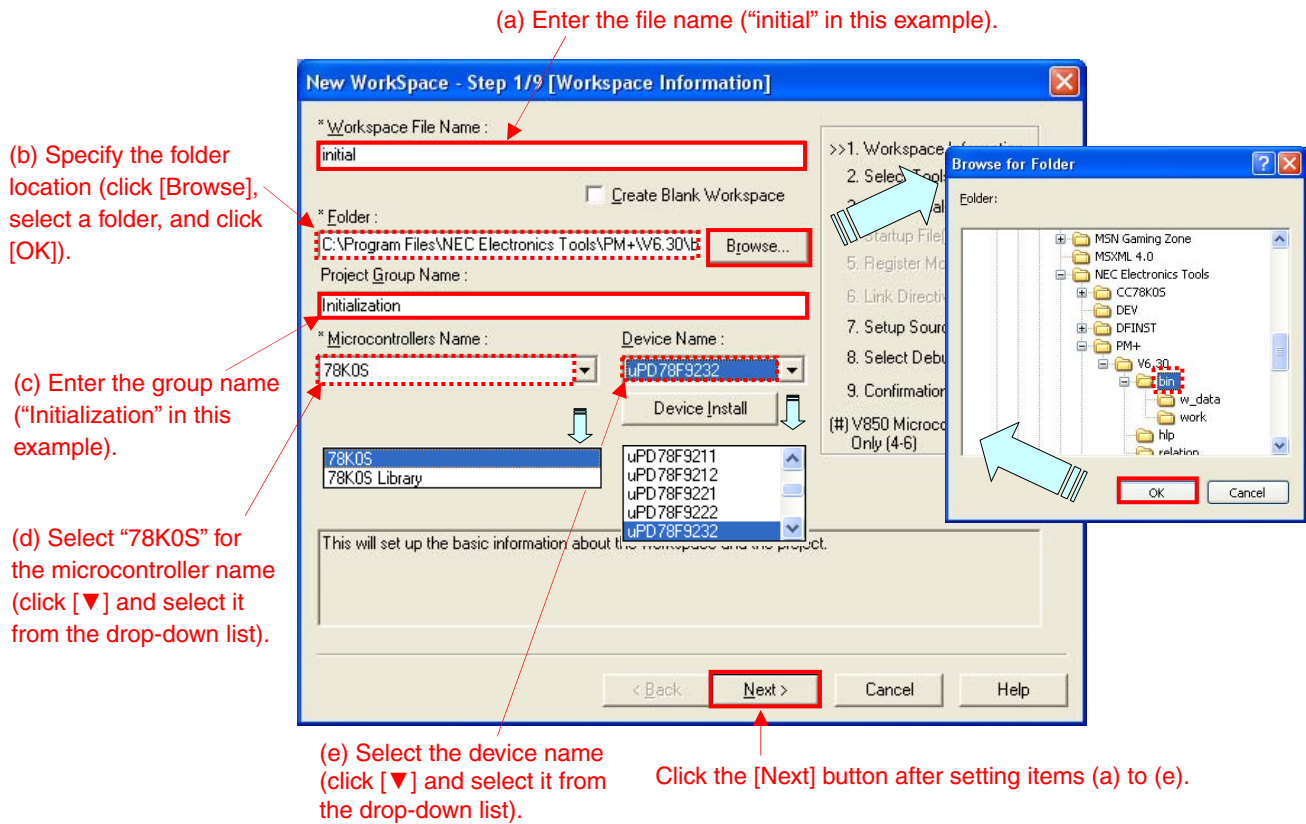 (a) Enter the file name (“initial” in this example).
New WorkSpace - Step 1/9 [Workspace Information]
* Workspace File Name :
initial
Create Blank Workspace
* Folder :
C:\Program Files\NEC Electronics Tools\PM+\V6.30\b
Browse...
Project Group Name :
Initialization
* Microcontrollers Name :
78K0S
Device Name :
uPD78F9232
Device Install
78K0S
78K0S Library
uPD78F9211
uPD78F9212
uPD78F9221
uPD78F9222
uPD78F9232
This will set up the basic information about the workspace and the project.
< Back
Next >
Cancel
Help
>>1. Workspace
2. Select Tools
4. Startup File
5. Register Mo
6. Link Directiv
7. Setup Sourc
8. Select Debu
9. Confirmation
(#) V850 Microco
Only (4-6)
Browse for Folder
Folder:
MSN Gaming Zone
MSXML 4.0
NEC Electronics Tools
CC78K0S
DEV
DFINST
PM+
V6.30
bin
w_data
work
hlp
relation
OK
Cancel
(b) Specify the folder
location (click [Browse],
select a folder, and click
[OK]).
(c) Enter the group name
(“Initialization” in this
example).
(d) Select “78K0S” for
the microcontroller name
(click [▼] and select it
from the drop-down list).
(e) Select the device name
(click [▼] and select it from
the drop-down list).
Click the [Next] button after setting items (a) to (e).